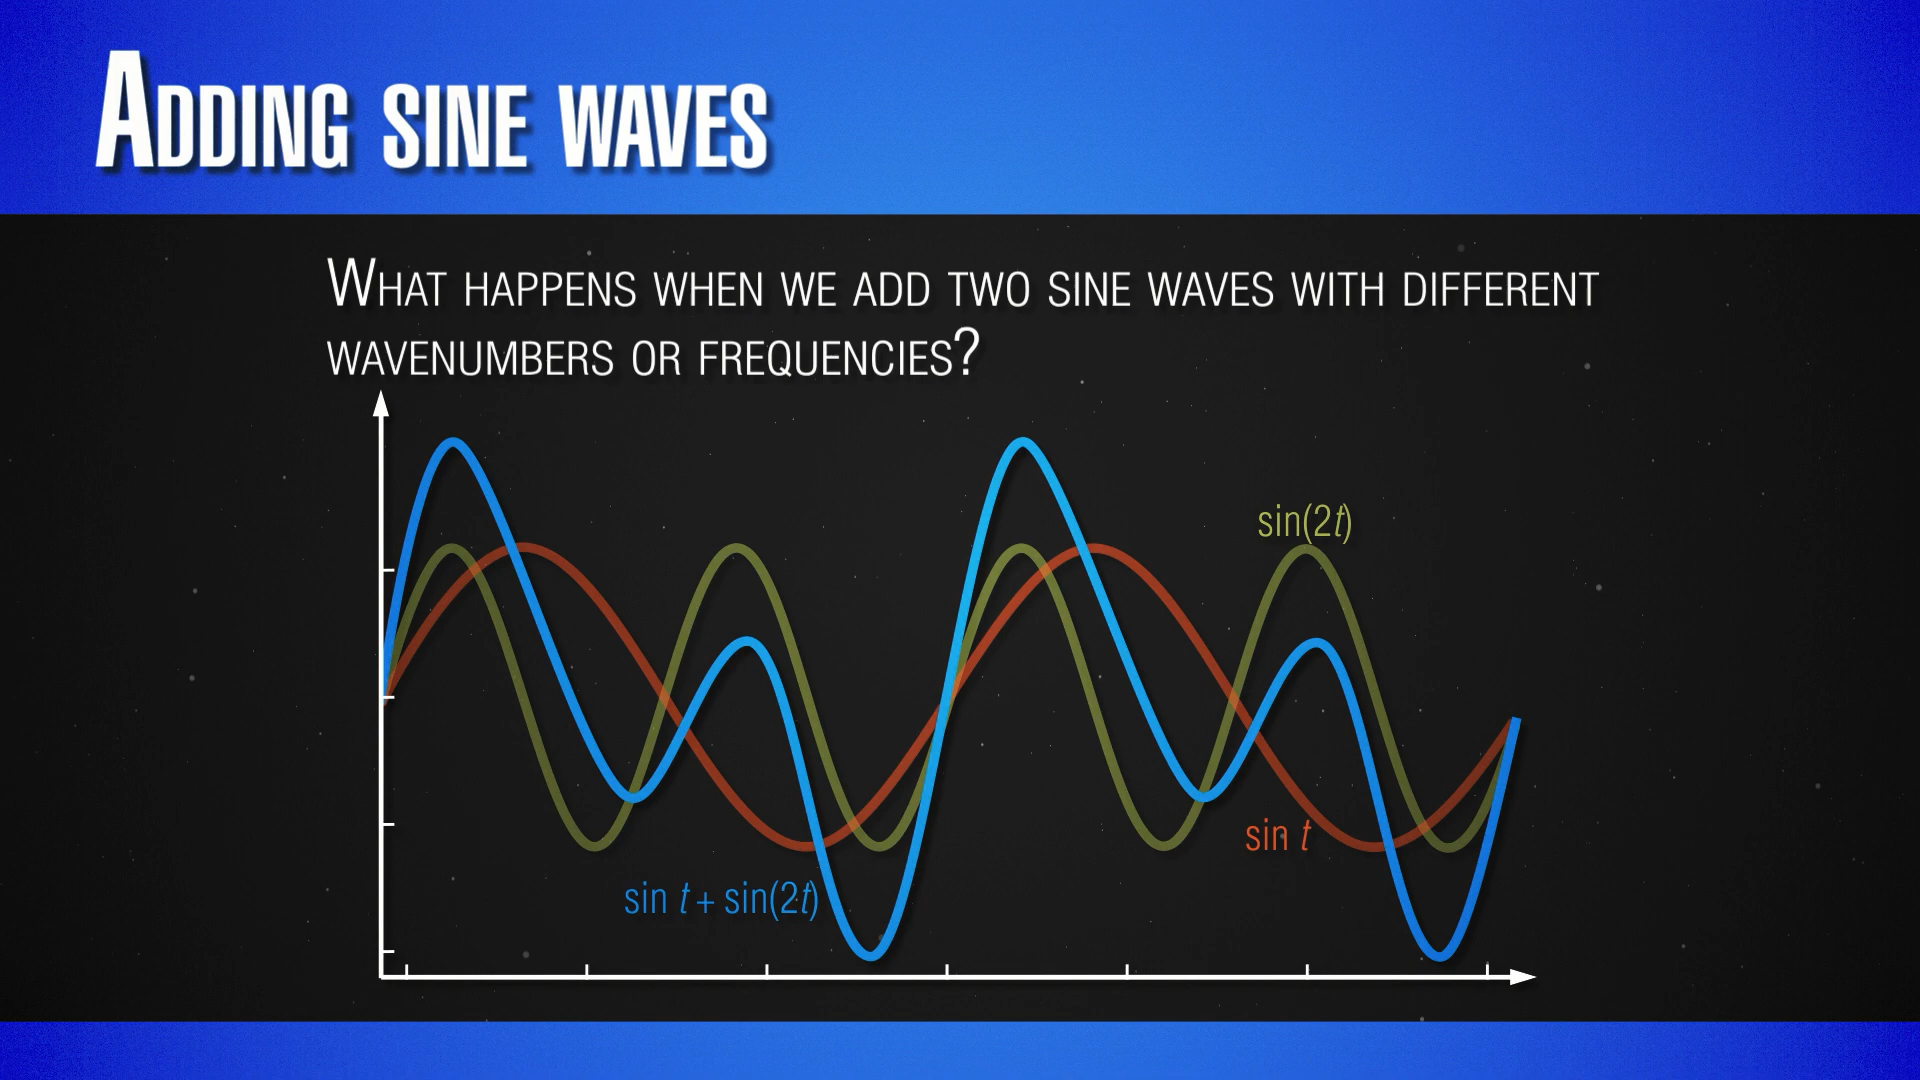 Adding sine waves
What happens when we add two sine waves with different
wavenumbers or frequencies?
sin(2t)
sin t
sin t + sin(2t)